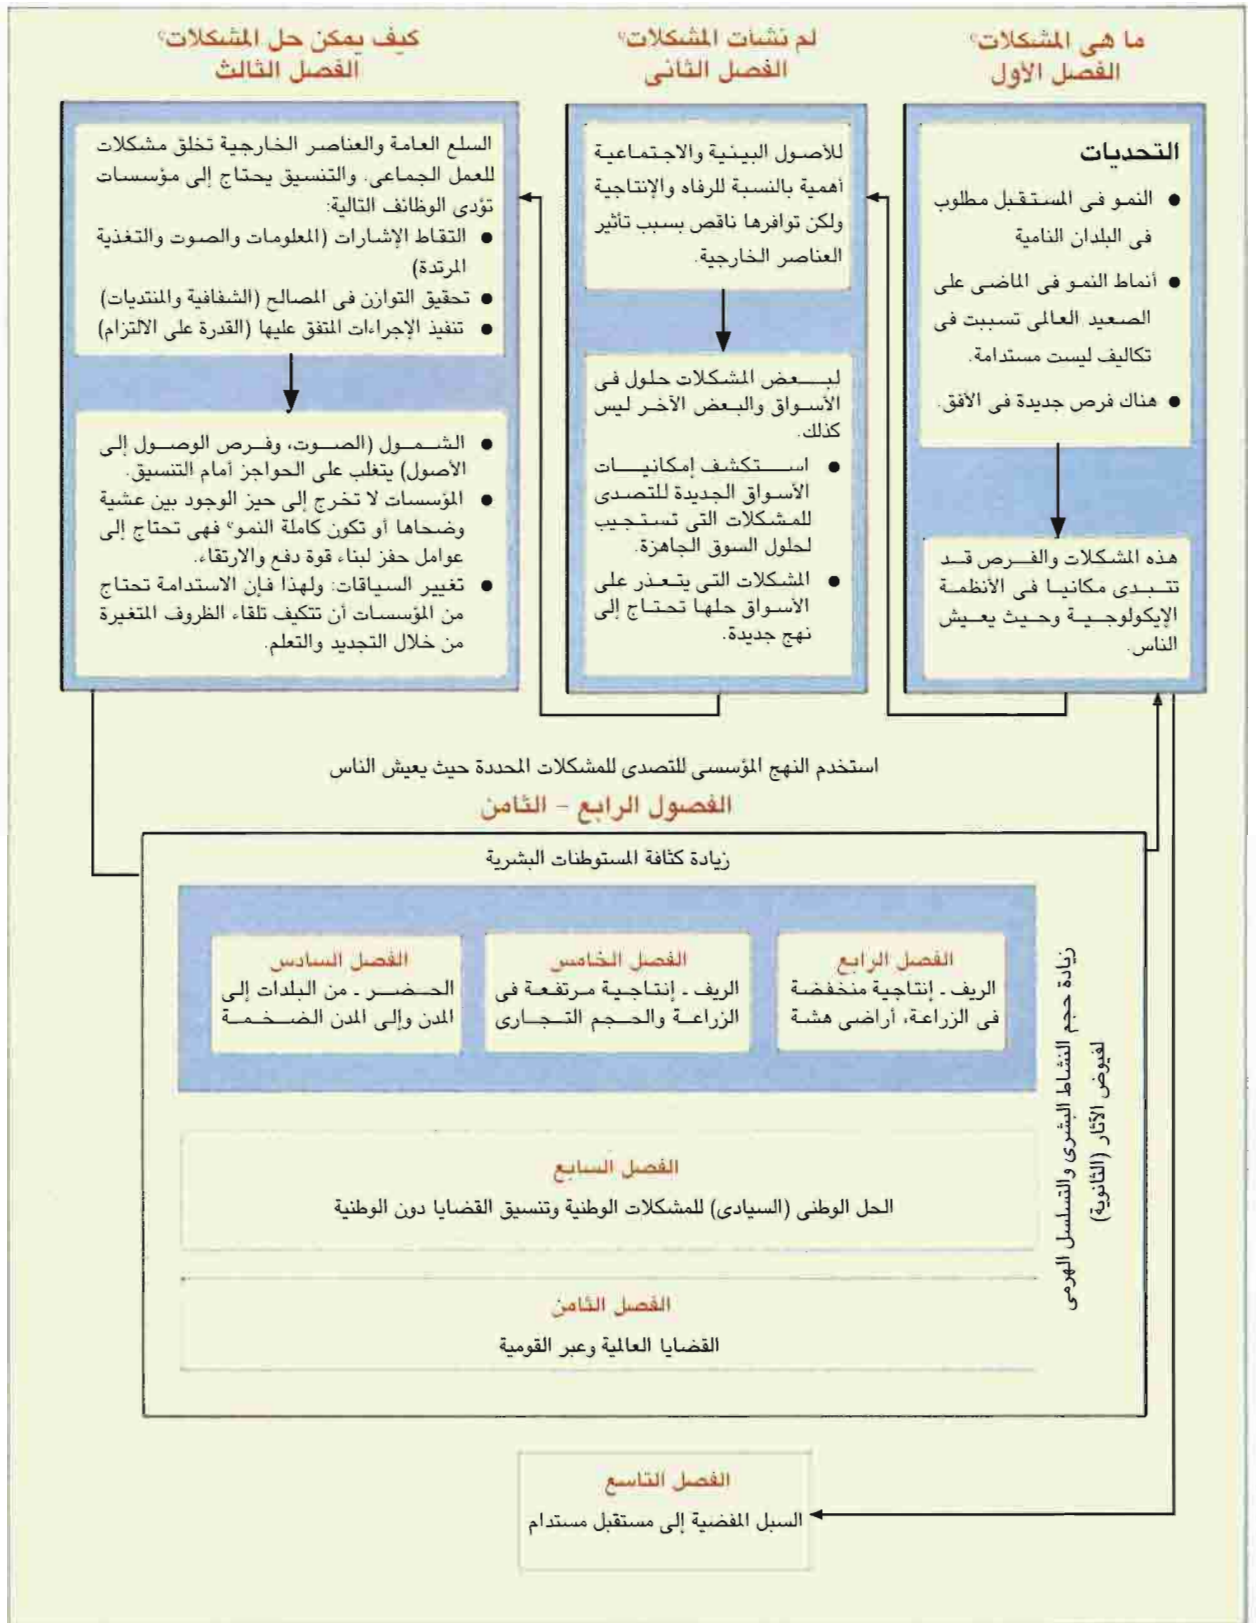 ما هى المشكلات؟
الفصل الأول
التحديات
● النمو فى المستقبل مطلوب
فى البلدان النامية
● أنماط النمو فى الماضى على
الصعيد العالمى تسببت فى
تكاليف ليست مستدامة.
● هناك فرص جديدة فى الأفق.
هذه المشكلات والفرص قد
تتبدى مكانيا فى الأنظمة
الإيكولوجية وحيث يعيش
الناس.
لم نشأت المشكلات؟
الفصل الثانى
للأصول البيئية والاجتماعية
أهمية بالنسبة للرفاه والإنتاجية
ولكن توافرها ناقص بسبب تأثير
العناصر الخارجية.
لبعض المشكلات حلول فى
الأسواق والبعض الآخر ليس
كذلك.
● استكشف إمكانيات
الأسواق الجديدة للتصدى
للمشكلات التى تستجيب
لحلول السوق الجاهزة.
● المشكلات التى يتعذر على
الأسواق حلها تحتاج إلى
نهج جديدة.
كيف يمكن حل المشكلات؟
الفصل الثالث
السلع العامة والعناصر الخارجية تخلق مشكلات
للعمل الجماعى. والتنسيق يحتاج إلى مؤسسات
تؤدى الوظائف التالية:
● التقاط الإشارات (المعلومات والصوت والتغذية
المرتدة)
● تحقيق التوازن فى المصالح (الشفافية والمنتديات)
● تنفيذ الإجراءات المتفق عليها (القدرة على الالتزام)
● الشمول (الصوت، وفرص الوصول إلى
الأصول) يتغلب على الحواجز أمام التنسيق.
● المؤسسات لا تخرج إلى حيز الوجود بين عشية
وضحاها أو تكون كاملة النمو؟ فهى تحتاج إلى
عوامل حفز لبناء قوة دفع والارتقاء.
● تغيير السياقات: ولهذا فإن الاستدامة تحتاج
من المؤسسات أن تتكيف تلقاء الظروف المتغيرة
من خلال التجديد والتعلم.
استخدم النهج المؤسسى للتصدى للمشكلات المحددة حيث يعيش الناس
الفصول الرابع - الثامن
زيادة كثافة المستوطنات البشرية
زيادة حجم النشاط البشرى والتسلسل الهرمى
لفيوض الآثار (الثانوية)
الفصل الرابع
الريف ـ إنتاجية منخفضة
فى الزراعة، أراضى هشة
الفصل الخامس
الريف ـ إنتاجية مرتفعة فى
الزراعة والحجم التجارى
الفصل السادس
الحضر ـ من البلدات إلى
المدن وإلى المدن الضخمة
الفصل السابع
الحل الوطنى (السيادى) للمشكلات الوطنية وتنسيق القضايا دون الوطنية
الفصل الثامن
القضايا العالمية وعبر القومية
الفصل التاسع
السبل المفضية إلى مستقبل مستدام